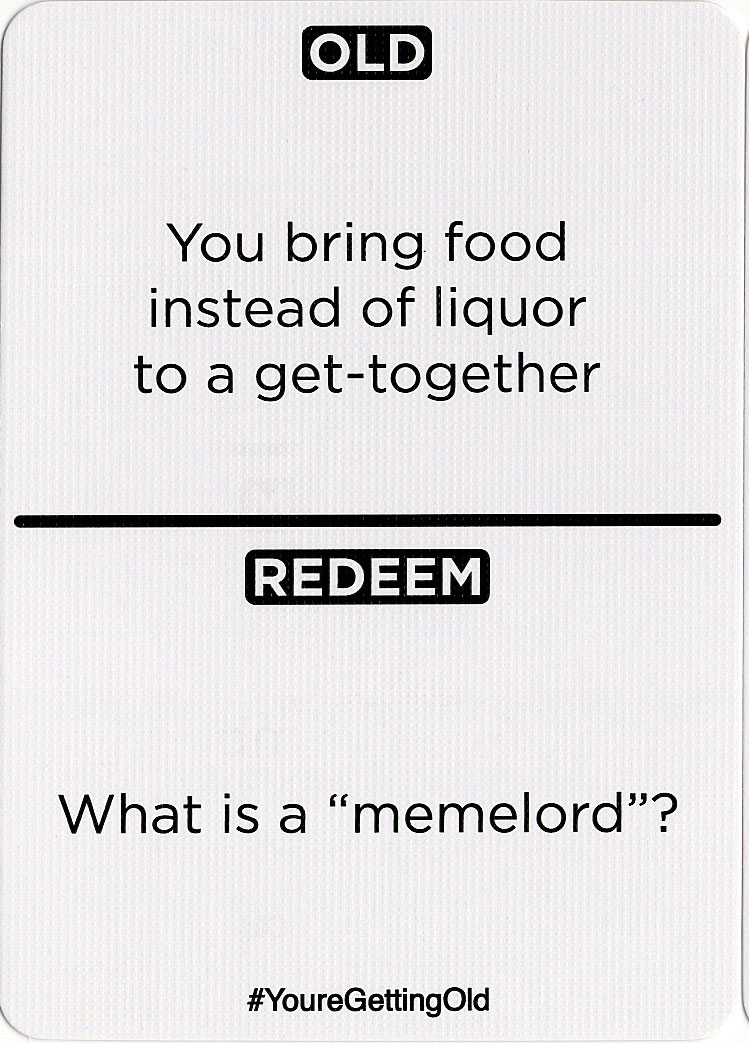 OLD
You bring food
instead of liquor
to a get-together
REDEEM
What is a “memelord”?
#YoureGettingOld